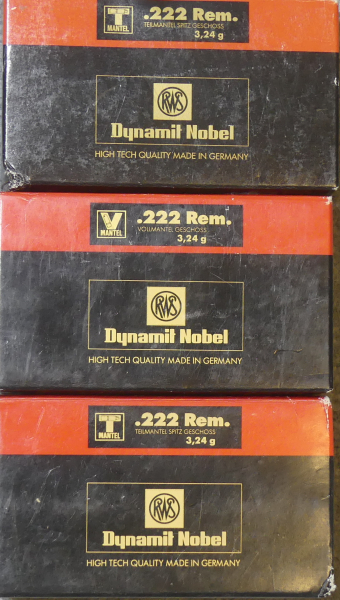 T
MANTEL
.222 Rem.
TEILMANTEL SPITZ GESCHOSS
3,24 g
RWS
Dynamit Nobel
HIGH TECH QUALITY MADE IN GERMANY
V
MANTEL
.222 Rem.
VOLLMANTEL GESCHOSS
3,24 g
RWS
Dynamit Nobel
HIGH TECH QUALITY MADE IN GERMANY
T
MANTEL
.222 Rem.
TEILMANTEL SPITZ GESCHOSS
3,24 g
RWS
Dynamit Nobel
HIGH TECH QUALITY MADE IN GERMANY